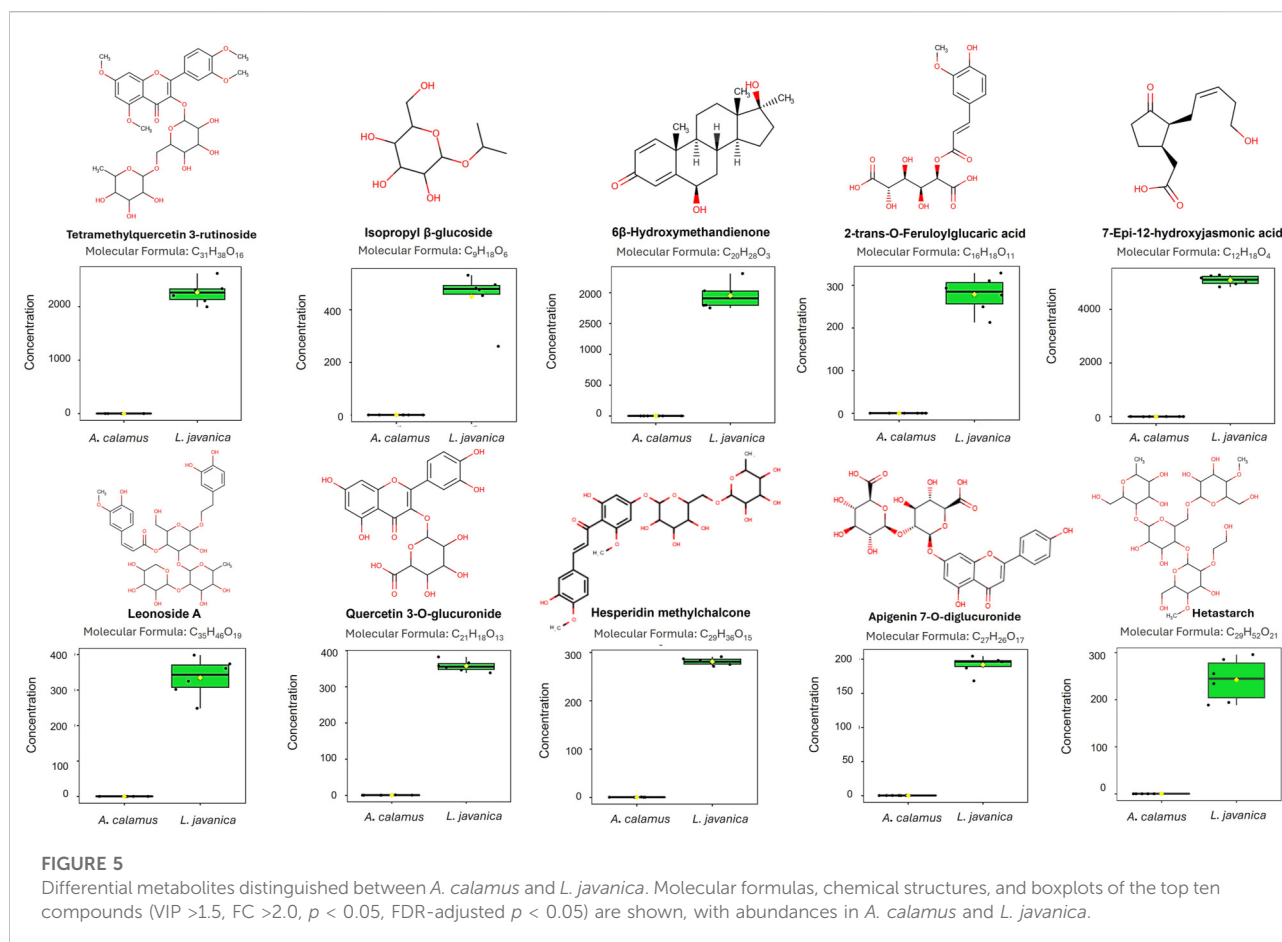 Tetramethylquercetin 3-rutinoside
Molecular Formula: C₃₁H₃₈O₁₆
Isopropyl β-glucoside
Molecular Formula: C₉H₁₈O₆
6β-Hydroxymethandienone
Molecular Formula: C₂₀H₂₈O₃
2-trans-O-Feruloylglucaric acid
Molecular Formula: C₁₆H₁₈O₁₁
7-Epi-12-hydroxyjasmonic acid
Molecular Formula: C₁₂H₁₈O₄
Concentration
2000
1000
0
A. calamus L. javanica
Concentration
400
200
0
Concentration
2000
2500
1000
500
0
A. calamus L. javanica
Concentration
300
200
100
0
A. calamus L. javanica
Concentration
4000
2000
0
A. calamus L. javanica
Leonoside A
Molecular Formula: C₃₅H₄₆O₁₉
Quercetin 3-O-glucuronide
Molecular Formula: C₂₁H₁₈O₁₃
Hesperidin methylchalcone
Molecular Formula: C₂₉H₃₆O₁₅
Apigenin 7-O-diglucuronide
Molecular Formula: C₂₇H₂₆O₁₇
Hetastarch
Molecular Formula: C₂₉H₅₂O₂₁
Concentration
400
300
200
100
0
A. calamus L. javanica
Concentration
400
300
200
100
0
A. calamus L. javanica
Concentration
300
200
100
0
A. calamus L. javanica
Concentration
200
150
100
50
0
A. calamus L. javanica
Concentration
300
200
100
0
A. calamus L. javanica
FIGURE 5
Differential metabolites distinguished between A. calamus and L. javanica. Molecular formulas, chemical structures, and boxplots of the top ten
compounds (VIP >1.5, FC >2.0, p < 0.05, FDR-adjusted p < 0.05) are shown, with abundances in A. calamus and L. javanica.